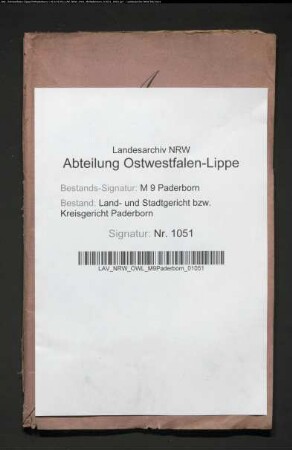 Landesarchiv NRW
Abteilung Ostwestfalen-Lippe
Bestands-Signatur: M 9 Paderborn
Bestand: Land- und Stadtgericht bzw.
Kreisgericht Paderborn
Signatur: Nr. 1051
LAV_NRW_OWL_M9Paderborn_01051